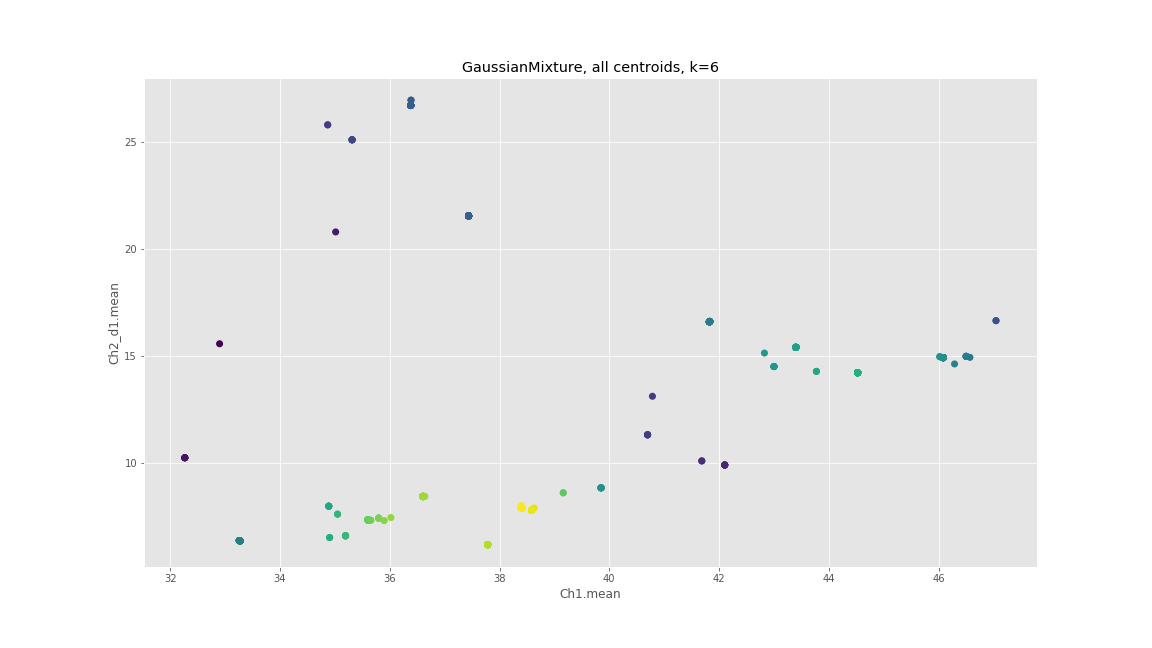 GaussianMixture, all centroids, k=6
25
20
15
10
Ch2_d1.mean
32 34 36 38 40 42 44 46
Ch1.mean